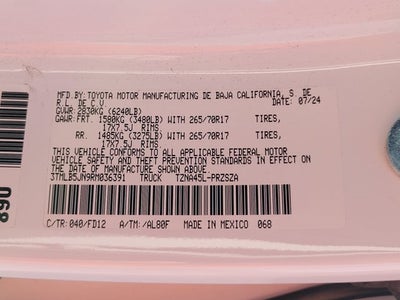 MFD. BY:TOYOTA MOTOR MANUFACTURING DE BAJA CALIFORNIA, S. DE
R.L. DE C.V. DATE: 07/24
GVWR: 2830KG (6240LB)
GAWR: FRT. 1580KG (3480LB) WITH 265/70R17 TIRES,
17X7.5J RIMS.
RR. 1485KG (3275LB) WITH 265/70R17 TIRES,
17X7.5J RIMS.
THIS VEHICLE CONFORMS TO ALL APPLICABLE FEDERAL MOTOR
VEHICLE SAFETY AND THEFT PREVENTION STANDARDS IN EFFECT ON
THE DATE OF MANUFACTURE SHOWN ABOVE.
3TMLB5JN9RM036391 TRUCK TZNA45L-PRZSZA
C/TR:040/FD12 A/TM:-/AL80F MADE IN MEXICO 068
068